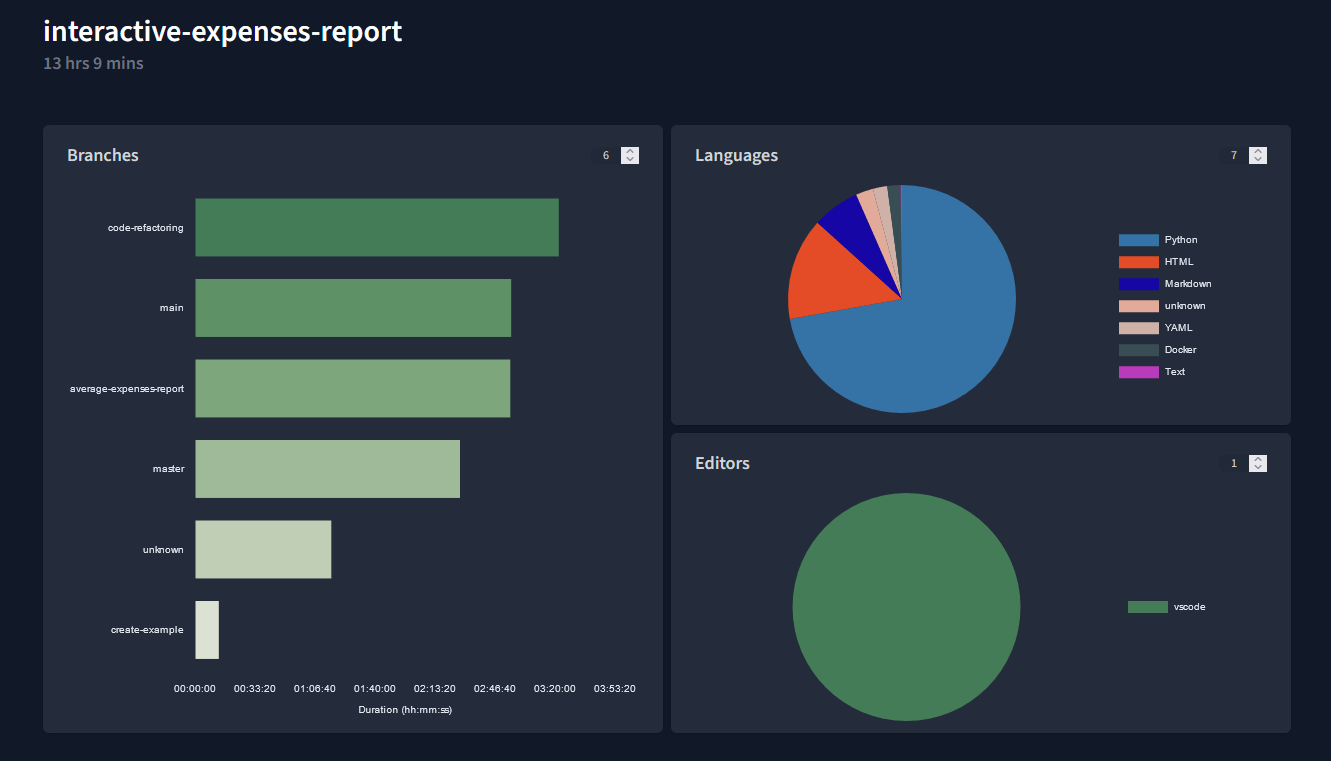 interactive-expenses-report
13 hrs 9 mins
Branches
6
code-refactoring
main
average-expenses-report
master
unknown
create-example
00:00:00 00:33:20 01:06:40 01:40:00 02:13:20 02:46:40 03:20:00 03:53:20
Duration (hh:mm:ss)
Languages
7
Python
HTML
Markdown
unknown
YAML
Docker
Text
Editors
1
vscode